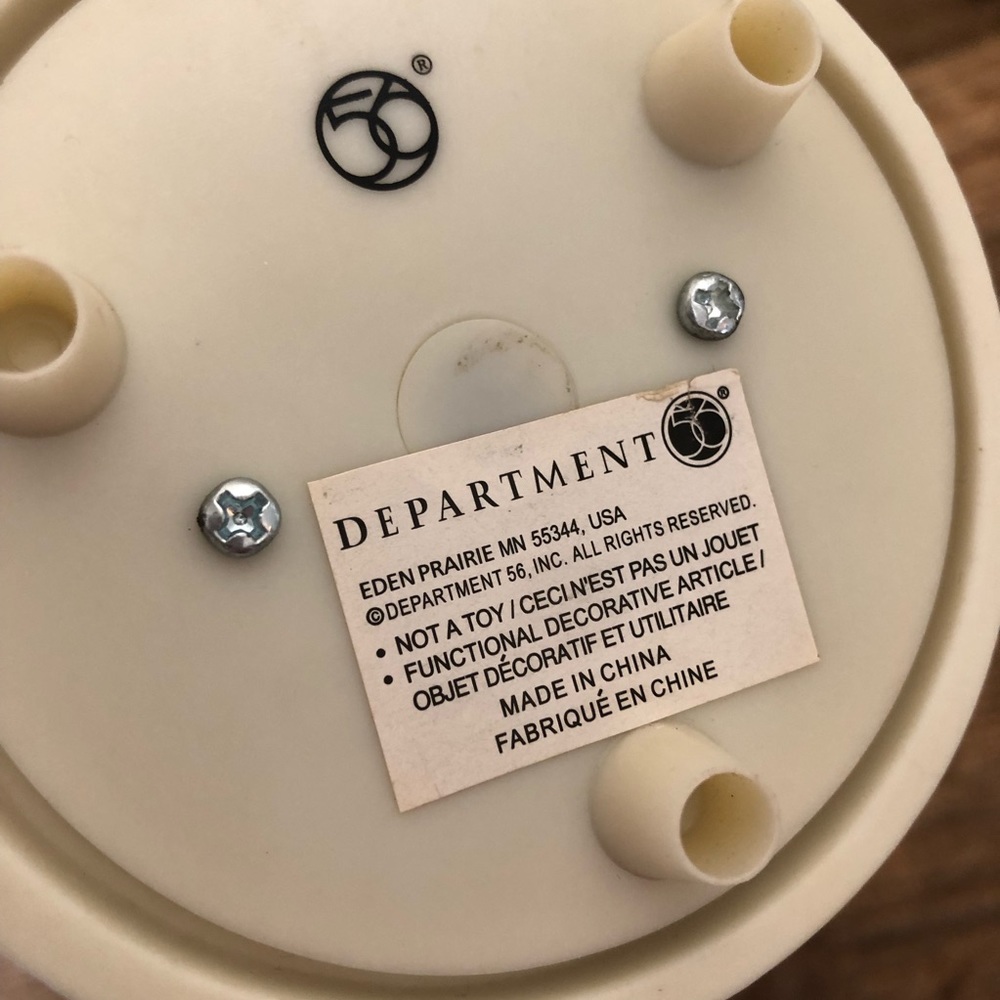 56®
DEPARTMENT 56®
EDEN PRAIRIE MN 55344, USA
©DEPARTMENT 56, INC. ALL RIGHTS RESERVED.
• NOT A TOY / CECI N'EST PAS UN JOUET
• FUNCTIONAL DECORATIVE ARTICLE /
OBJET DÉCORATIF ET UTILITAIRE
MADE IN CHINA
FABRIQUÉ EN CHINE